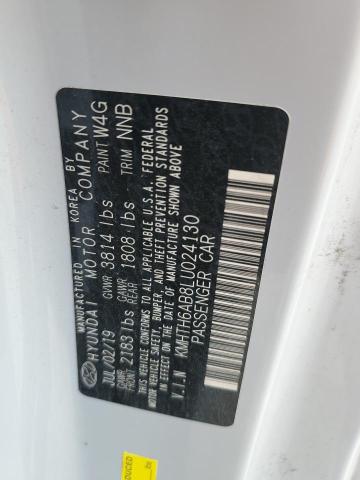 MANUFACTURED IN KOREA BY
HYUNDAI MOTOR COMPANY
JUL/02/19 GVWR 3814 lbs PAINT W4G
GAWR FRONT 2183 lbs GAWR REAR 1808 lbs TRIM NNB
THIS VEHICLE CONFORMS TO ALL APPLICABLE U.S.A. FEDERAL
MOTOR VEHICLE SAFETY, BUMPER, AND THEFT PREVENTION
STANDARDS IN EFFECT ON THE DATE OF MANUFACTURE SHOWN ABOVE
V.I.N KMHTH6AB8LU024130
PASSENGER CAR